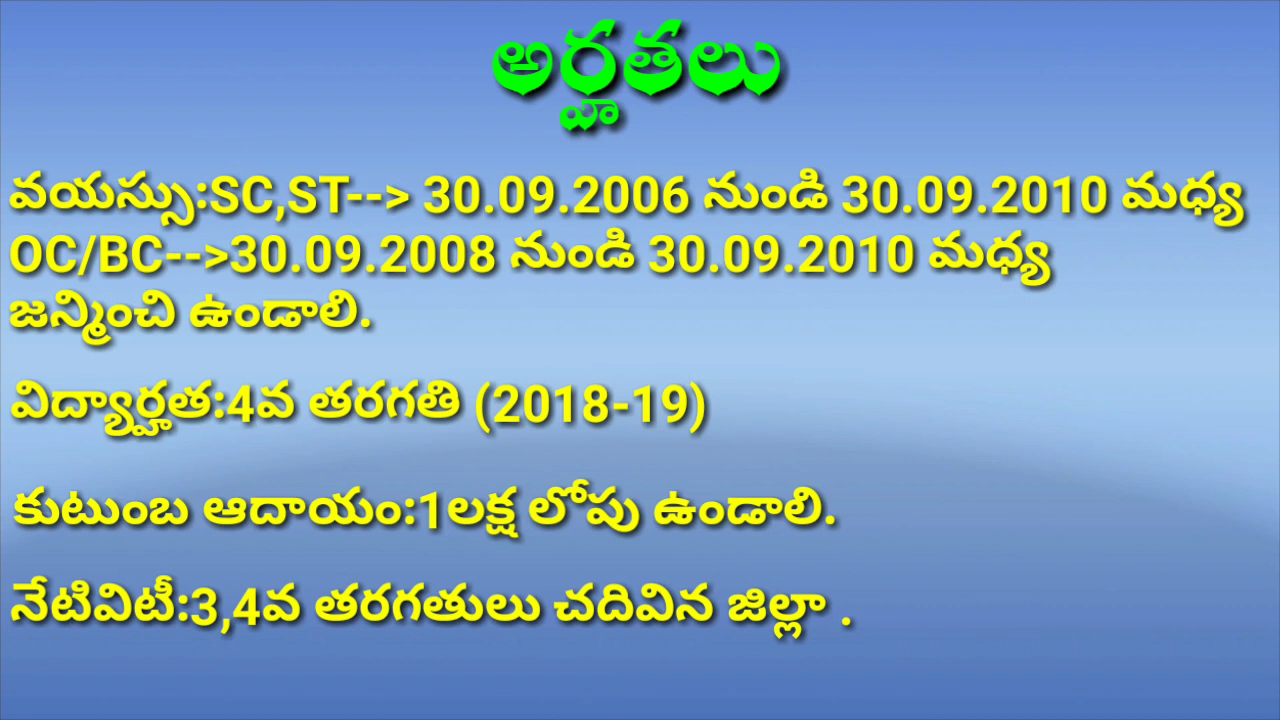 అర్హతలు
వయస్సు:SC,ST--> 30.09.2006 నుండి 30.09.2010 మధ్య
OC/BC-->30.09.2008 నుండి 30.09.2010 మధ్య
జన్మించి ఉండాలి.
విద్యార్హత:4వ తరగతి (2018-19)
కుటుంబ ఆదాయం:1లక్ష లోపు ఉండాలి.
నేటివిటీ:3,4వ తరగతులు చదివిన జిల్లా .